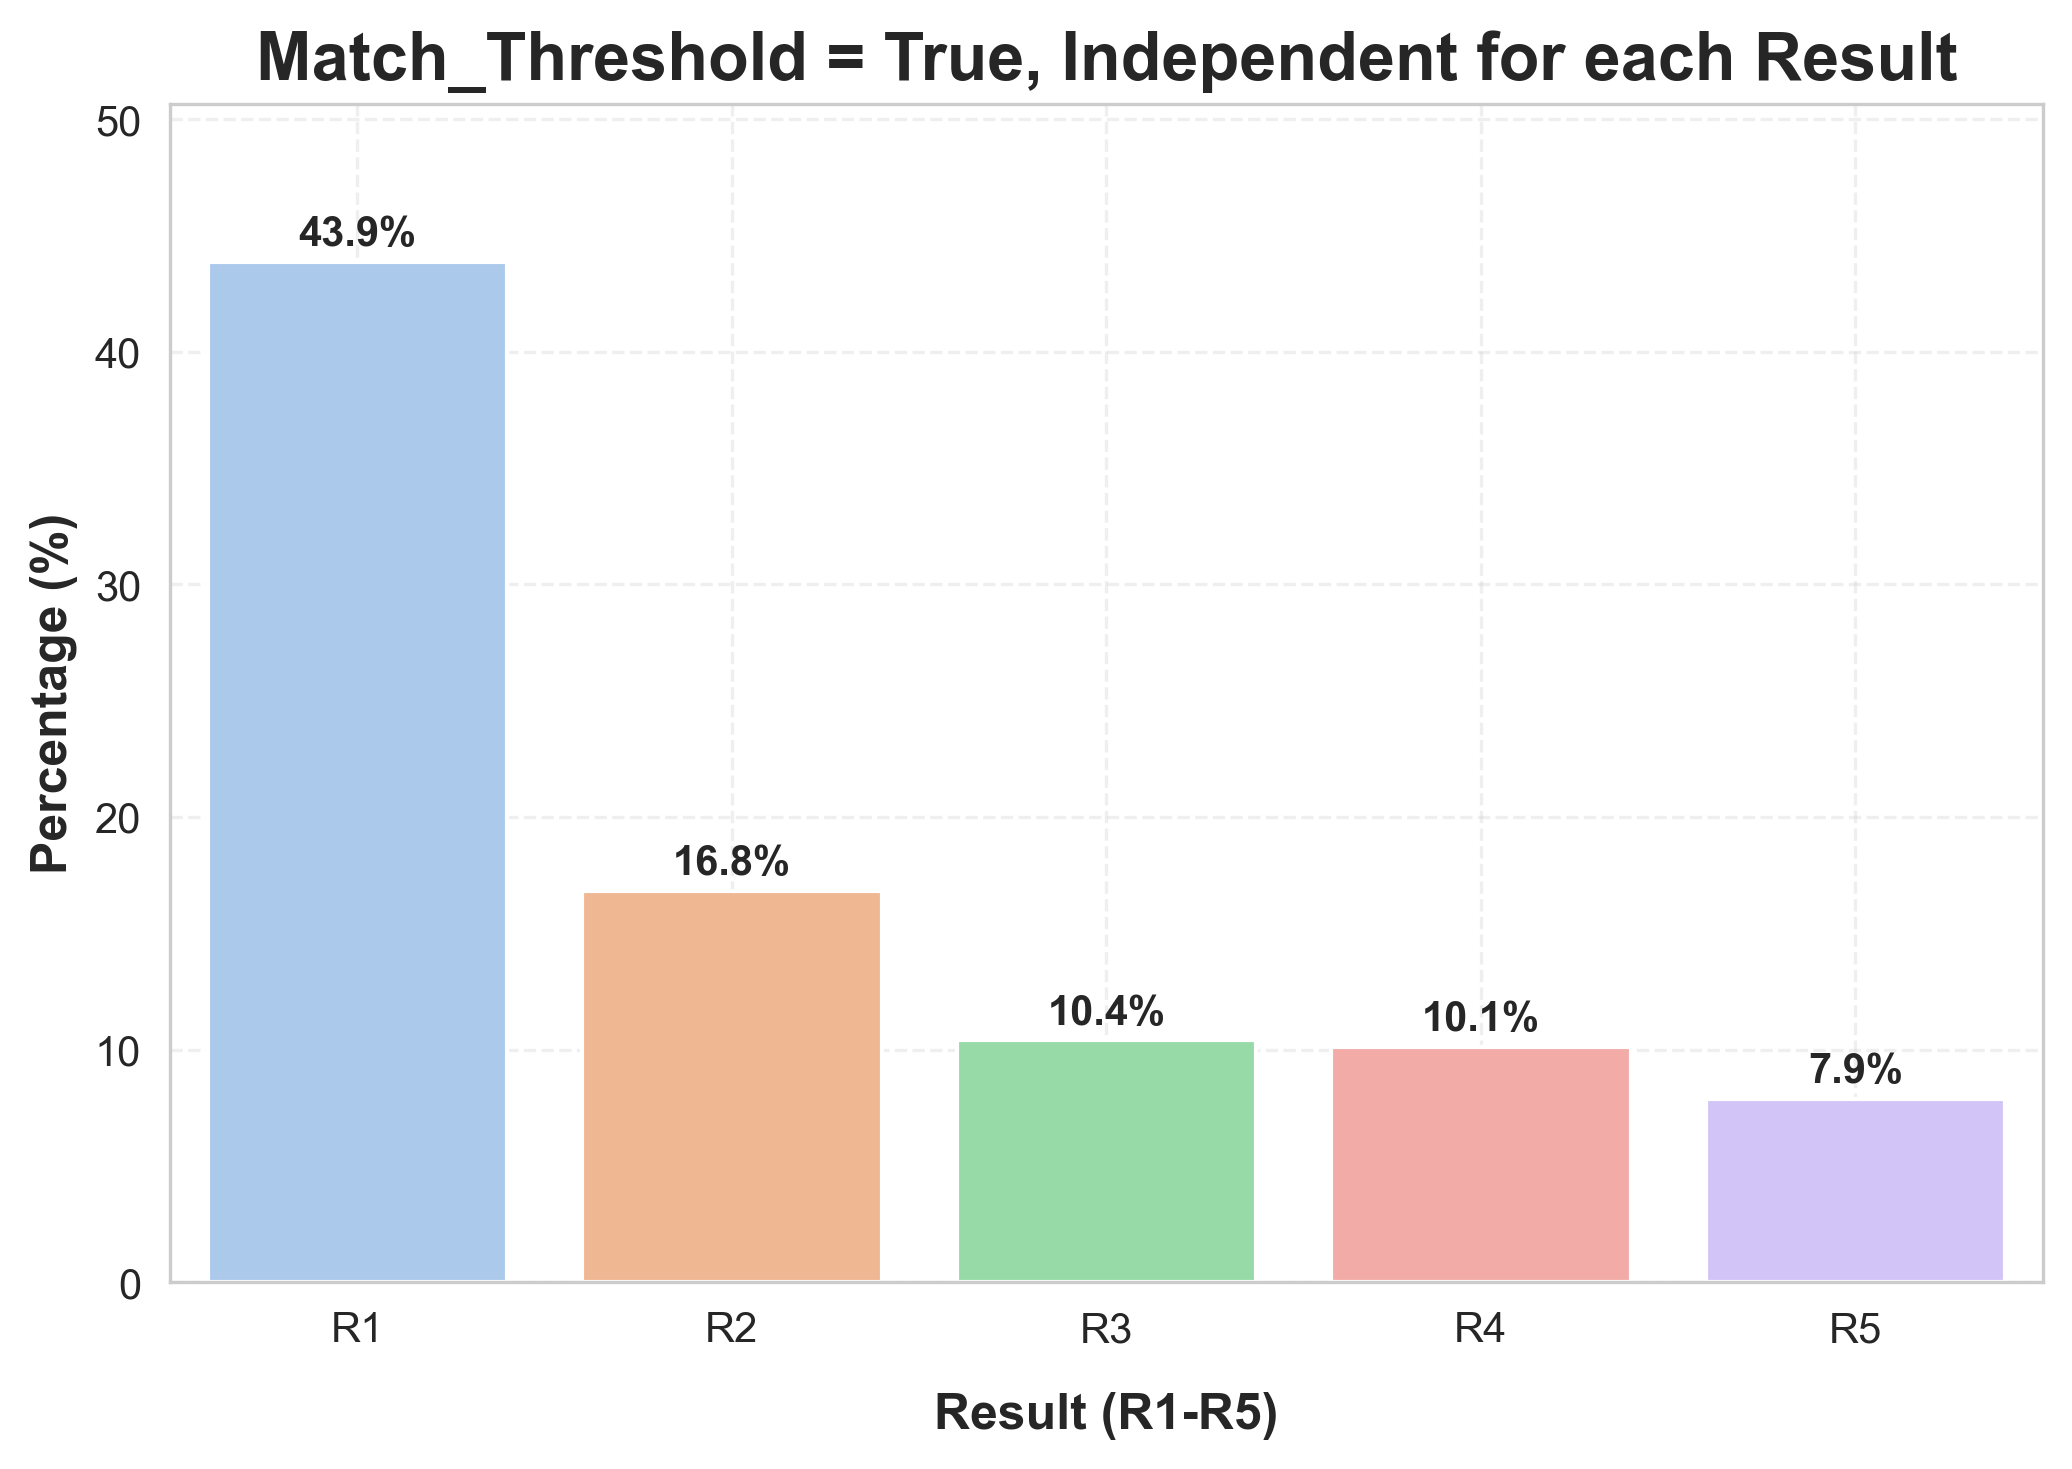 Match_Threshold = True, Independent for each Result
50
40
30
20
10
0
Percentage (%)
43.9%
16.8%
10.4%
10.1%
7.9%
R1
R2
R3
R4
R5
Result (R1-R5)